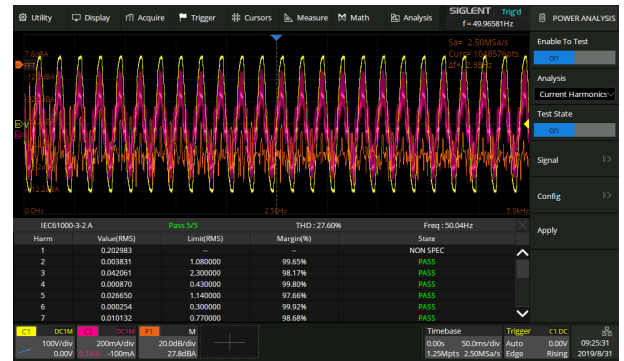 Utility Display Acquire Trigger Cursors Measure Math Analysis SIGLENT Trig'd
f = 49.96581Hz
POWER ANALYSIS
Sa= 2.50MSa/s
Curr= 1048576pts
7.8dBA
FFT
0.0Hz 5.0kHz
Enable To Test
on
Analysis
Current Harmonics
Test State
on
Signal
Config
Apply
IEC61000-3-2 A Pass 5/5 THD : 27.60% Freq : 50.04Hz
Harm Value(RMS) Limit(RMS) Margin(%) State
1 0.202983 -- -- NON SPEC
2 0.003831 1.080000 99.65% PASS
3 0.042061 2.300000 98.17% PASS
4 0.000870 0.430000 99.80% PASS
5 0.026650 1.140000 97.66% PASS
6 0.000254 0.300000 99.92% PASS
7 0.010132 0.770000 98.68% PASS
C1 DC1M C2 DC1M F1 M Timebase Trigger C1 DC
100V/div 200mA/div 20.0dB/div 0.00s 50.0ms/div Auto 0.00V 09:25:31
0.00V -100mA 27.8dBA 1.25Mpts 2.50MSa/s Edge Rising 2019/8/31